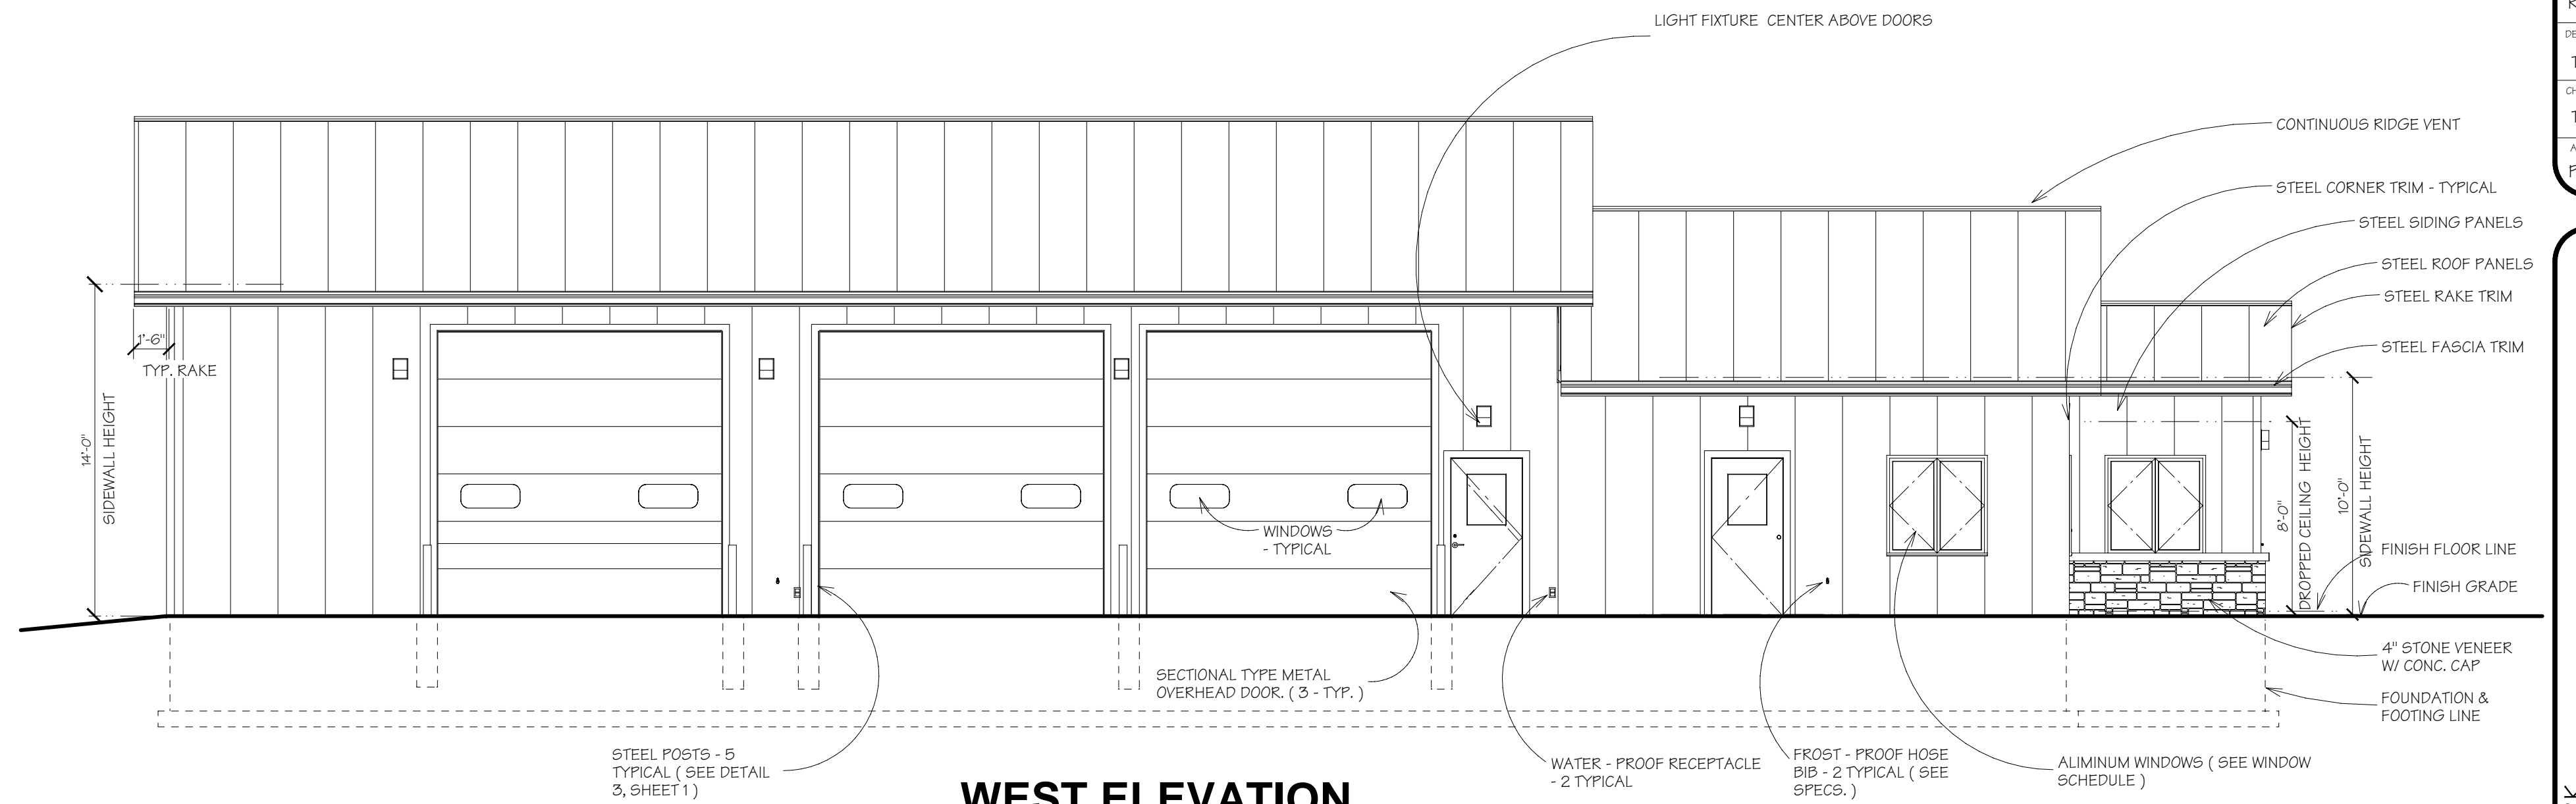 LIGHT FIXTURE CENTER ABOVE DOORS
CONTINUOUS RIDGE VENT
STEEL CORNER TRIM - TYPICAL
STEEL SIDING PANELS
STEEL ROOF PANELS
STEEL RAKE TRIM
STEEL FASCIA TRIM
1'-6"
TYP. RAKE
14'-0"
SIDEWALL HEIGHT
WINDOWS
- TYPICAL
8'-0"
DROPPED CEILING HEIGHT
10'-0"
SIDEWALL HEIGHT
FINISH FLOOR LINE
FINISH GRADE
4" STONE VENEER
W/ CONC. CAP
FOUNDATION &
FOOTING LINE
SECTIONAL TYPE METAL
OVERHEAD DOOR. ( 3 - TYP. )
STEEL POSTS - 5
TYPICAL ( SEE DETAIL
3, SHEET 1 )
WATER - PROOF RECEPTACLE
- 2 TYPICAL
FROST - PROOF HOSE
BIB - 2 TYPICAL ( SEE
SPECS. )
ALIMINUM WINDOWS ( SEE WINDOW
SCHEDULE )
WEST ELEVATION